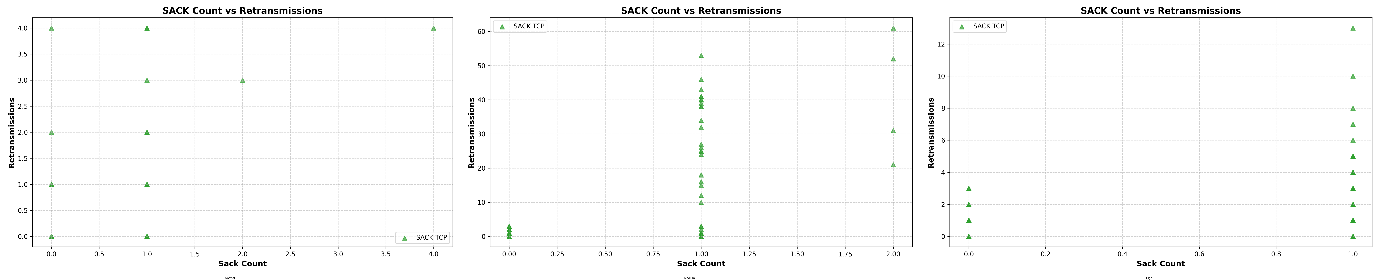 SACK Count vs Retransmissions
4.0
3.5
3.0
2.5
2.0
1.5
1.0
0.5
0.0
Retransmissions
SACK TCP
0.0 0.5 1.0 1.5 2.0 2.5 3.0 3.5 4.0
Sack Count
SACK Count vs Retransmissions
SACK TCP
60
50
40
30
20
10
0
Retransmissions
0.00 0.25 0.50 0.75 1.00 1.25 1.50 1.75 2.00
Sack Count
SACK Count vs Retransmissions
SACK TCP
12
10
8
6
4
2
0
Retransmissions
0.0 0.2 0.4 0.6 0.8 1.0
Sack Count